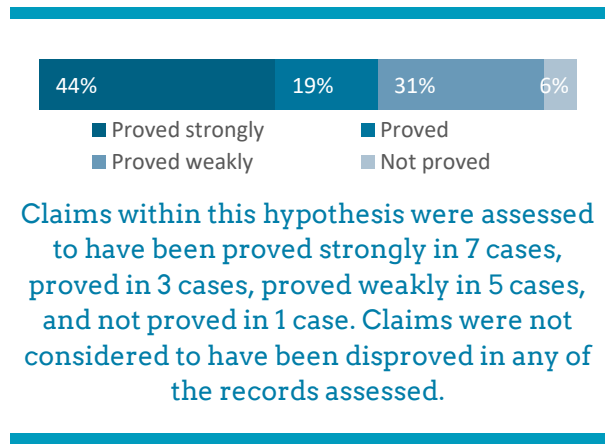 44% 19% 31% 6%
Proved strongly Proved
Proved weakly Not proved
Claims within this hypothesis were assessed
to have been proved strongly in 7 cases,
proved in 3 cases, proved weakly in 5 cases,
and not proved in 1 case. Claims were not
considered to have been disproved in any of
the records assessed.